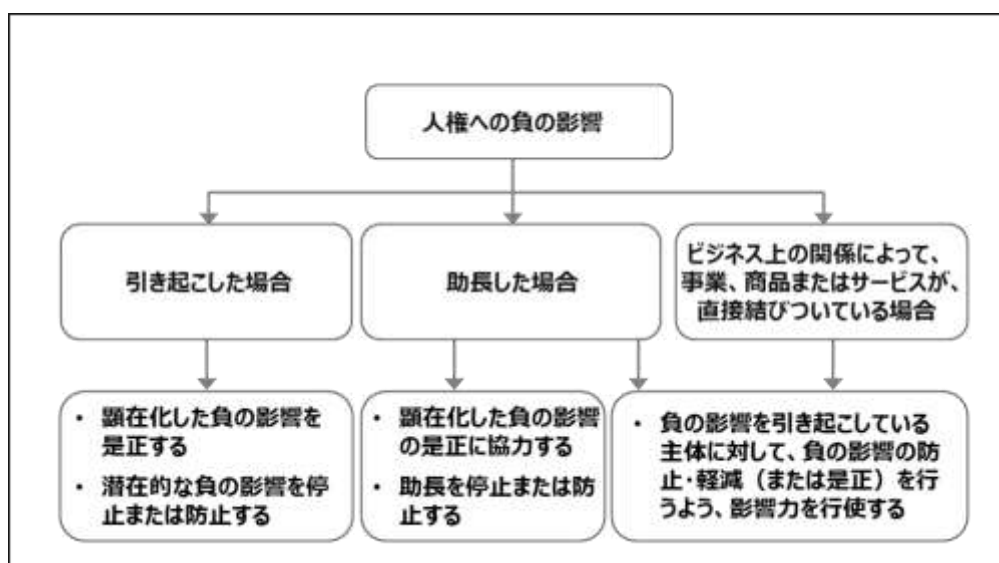 人権への負の影響
引き起こした場合
助長した場合
ビジネス上の関係によって、
事業、商品またはサービスが、
直接結びついている場合
• 顕在化した負の影響を
是正する
• 潜在的な負の影響を停
止または防止する
• 顕在化した負の影響
の是正に協力する
• 助長を停止または防
止する
• 負の影響を引き起こしている
主体に対して、負の影響の防
止・軽減（または是正）を行
うよう、影響力を行使する